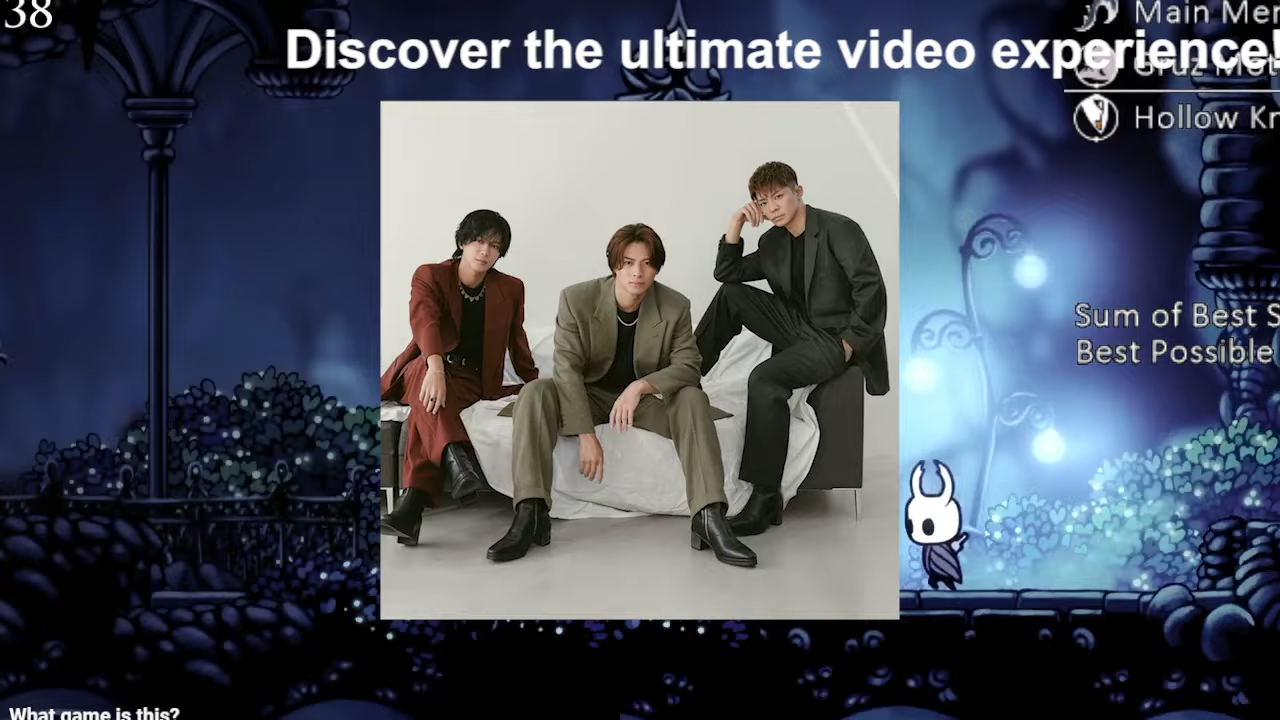 38
Discover the ultimate video experience!
Main Men
Hollow Kn
Sum of Best S
Best Possible
What game is this?